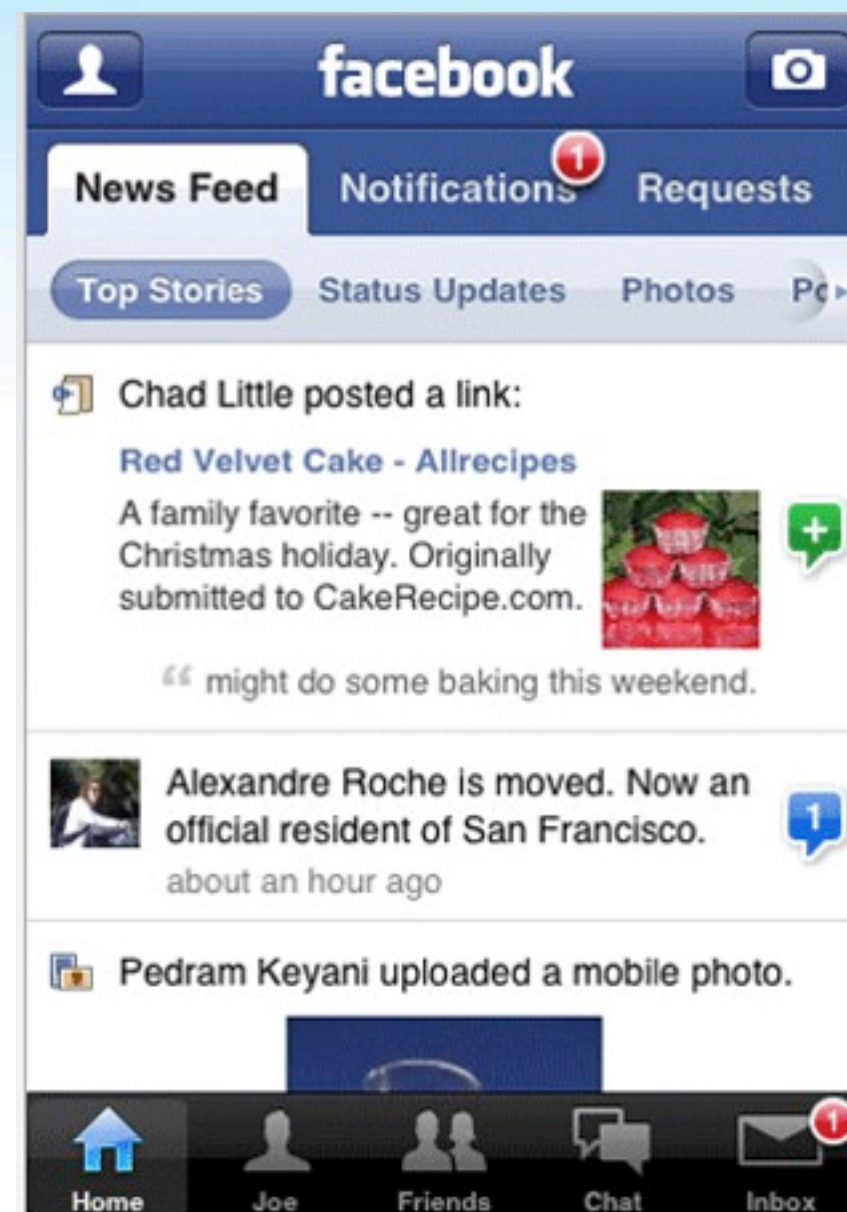 facebook
News Feed Notifications 1 Requests
Top Stories Status Updates Photos
Chad Little posted a link:
Red Velvet Cake - Allrecipes
A family favorite -- great for the
Christmas holiday. Originally
submitted to CakeRecipe.com.
“ might do some baking this weekend.
Alexandre Roche is moved. Now an
official resident of San Francisco.
1
about an hour ago
Pedram Keyani uploaded a mobile photo.
1
Home Joe Friends Chat Inbox